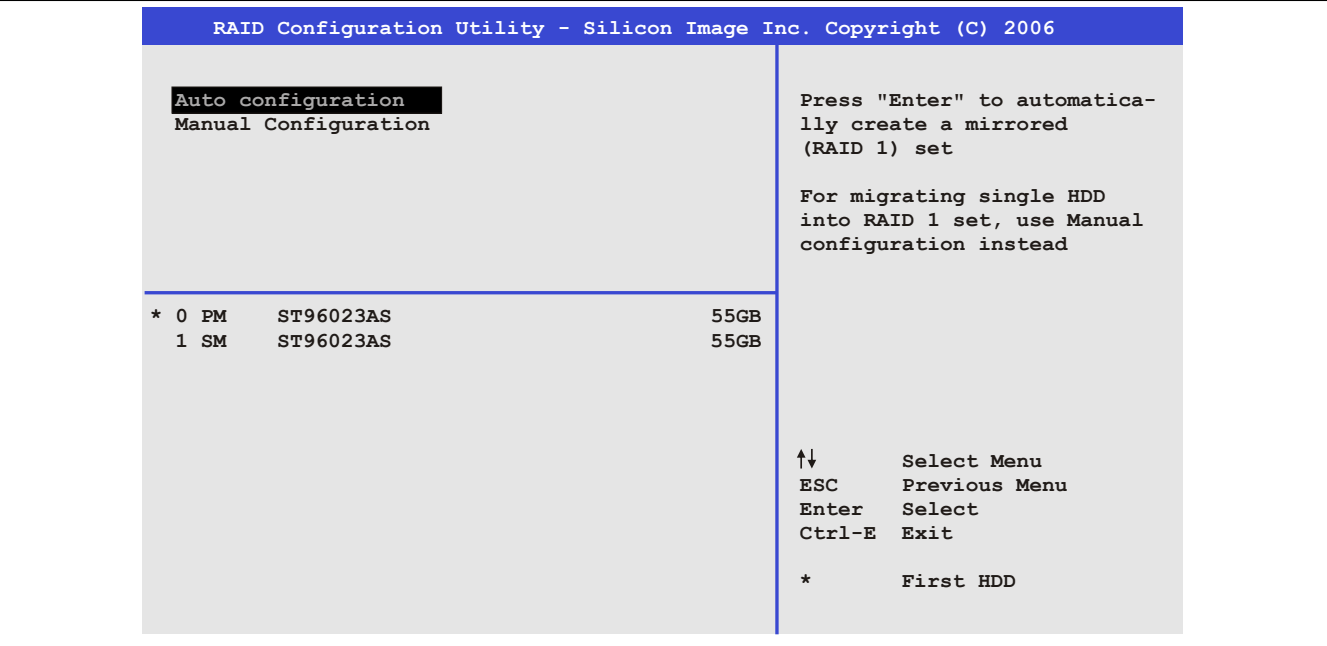 RAID Configuration Utility - Silicon Image Inc. Copyright (C) 2006
Auto configuration
Manual Configuration
Press "Enter" to automatica-
lly create a mirrored
(RAID 1) set
For migrating single HDD
into RAID 1 set, use Manual
configuration instead
* 0 PM ST96023AS 55GB
1 SM ST96023AS 55GB
↑↓ Select Menu
ESC Previous Menu
Enter Select
Ctrl-E Exit
* First HDD